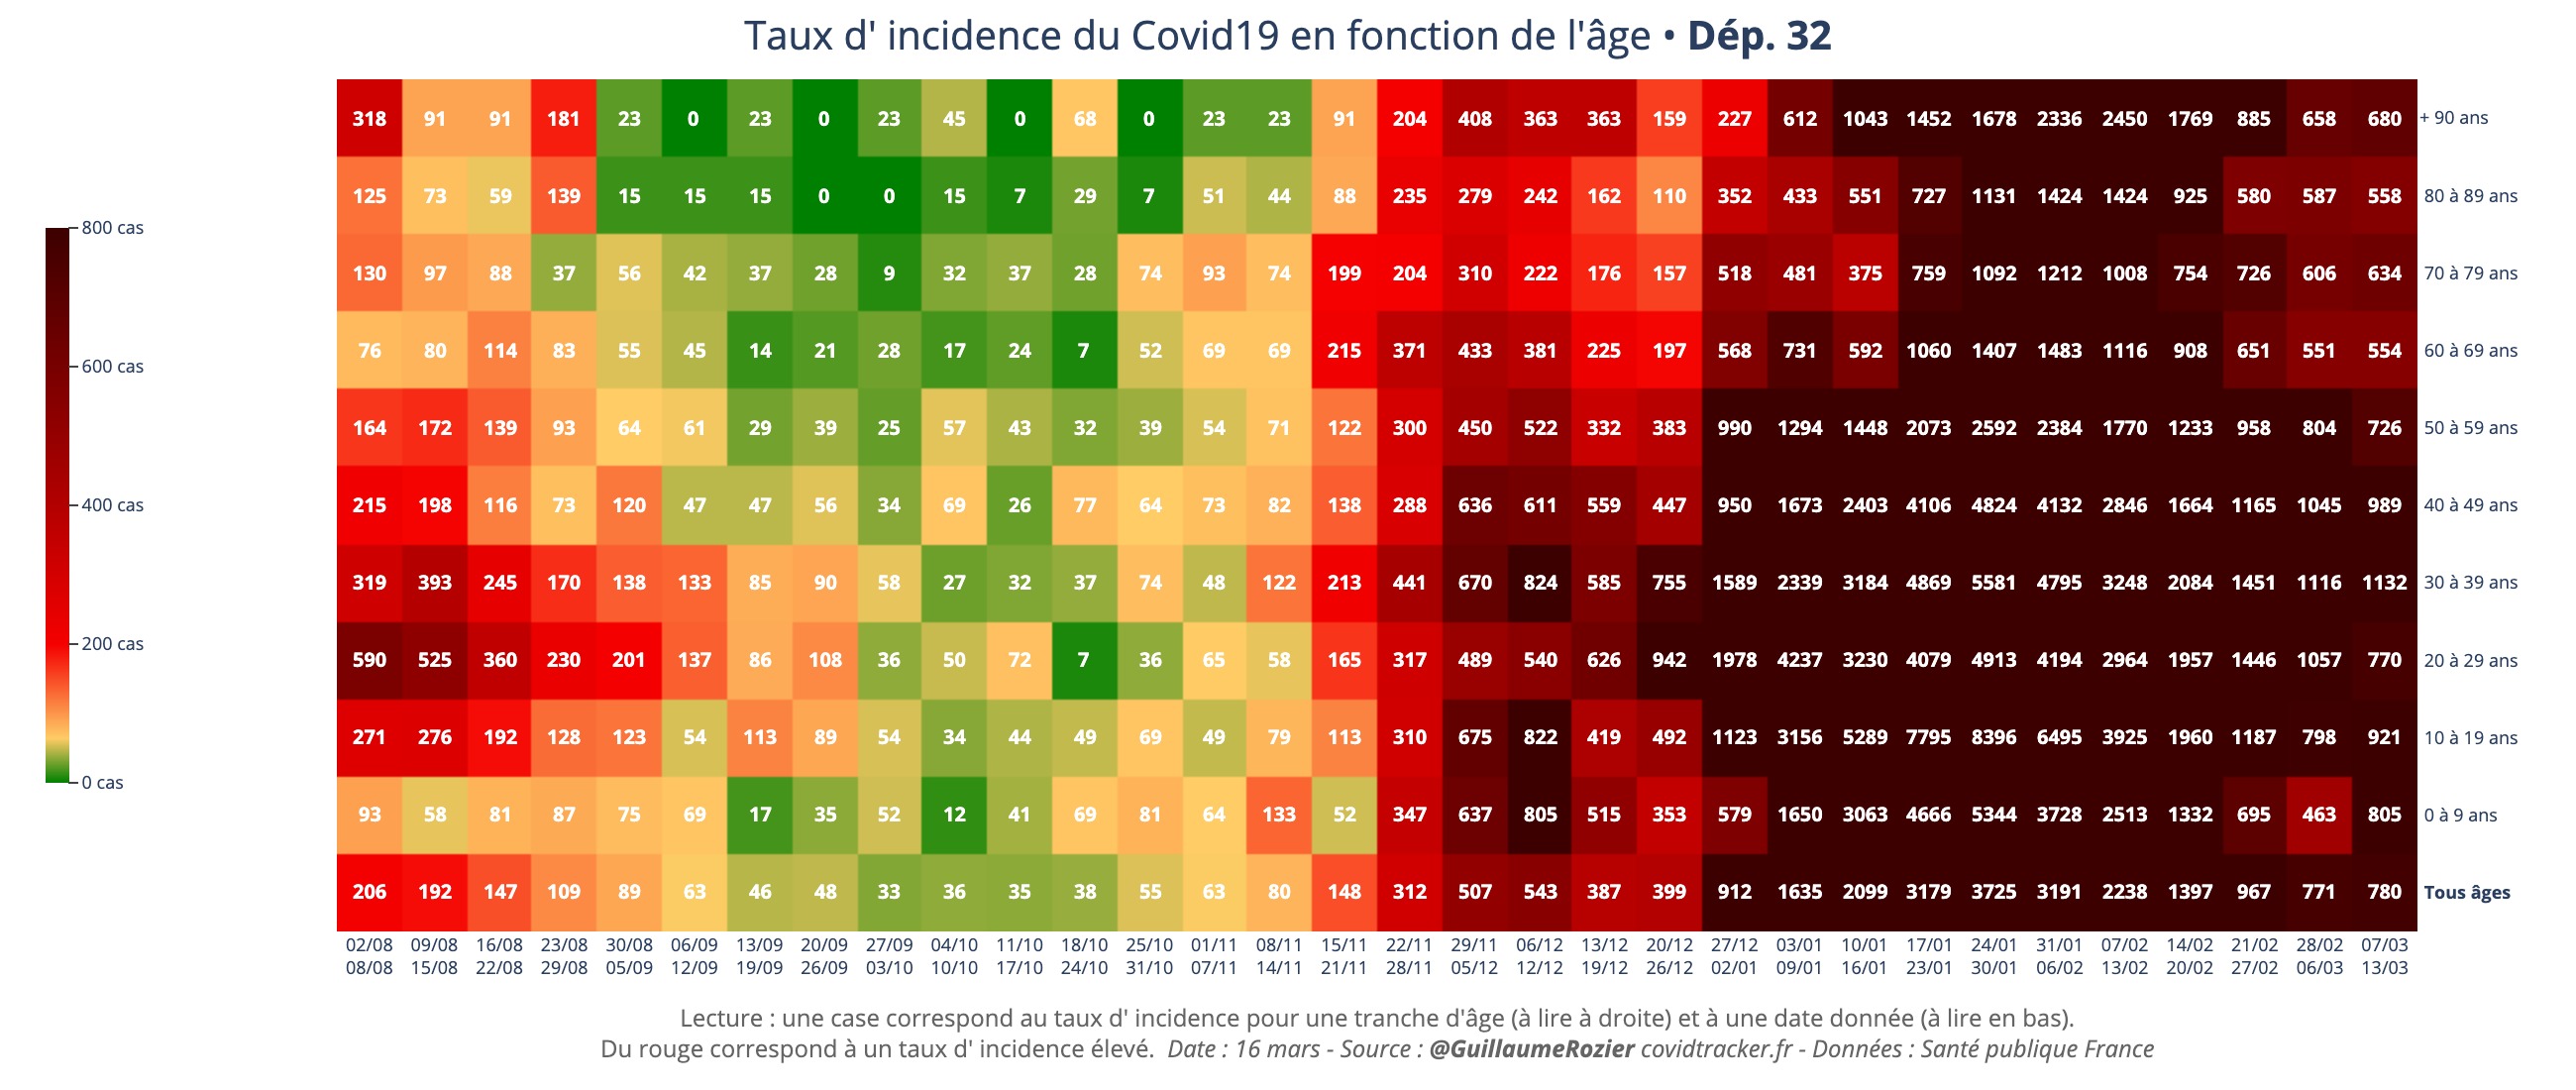 Taux d' incidence du Covid19 en fonction de l'âge • Dép. 32
318 91 91 181 23 0 23 0 23 45 0 68 0 23 23 91 204 408 363 363 159 227 612 1043 1452 1678 2336 2450 1769 885 658 680 + 90 ans
125 73 59 139 15 15 15 0 0 15 7 29 7 51 44 88 235 279 242 162 110 352 433 551 727 1131 1424 1424 925 580 587 558 80 à 89 ans
130 97 88 37 56 42 37 28 9 32 37 28 74 93 74 199 204 310 222 176 157 518 481 375 759 1092 1212 1008 754 726 606 634 70 à 79 ans
76 80 114 83 55 45 14 21 28 17 24 7 52 69 69 215 371 433 381 225 197 568 731 592 1060 1407 1483 1116 908 651 551 554 60 à 69 ans
164 172 139 93 64 61 29 39 25 57 43 32 39 54 71 122 300 450 522 332 383 990 1294 1448 2073 2592 2384 1770 1233 958 804 726 50 à 59 ans
215 198 116 73 120 47 47 56 34 69 26 77 64 73 82 138 288 636 611 559 447 950 1673 2403 4106 4824 4132 2846 1664 1165 1045 989 40 à 49 ans
319 393 245 170 138 133 85 90 58 27 32 37 74 48 122 213 441 670 824 585 755 1589 2339 3184 4869 5581 4795 3248 2084 1451 1116 1132 30 à 39 ans
590 525 360 230 201 137 86 108 36 50 72 7 36 65 58 165 317 489 540 626 942 1978 4237 3230 4079 4913 4194 2964 1957 1446 1057 770 20 à 29 ans
271 276 192 128 123 54 113 89 54 34 44 49 69 49 79 113 310 675 822 419 492 1123 3156 5289 7795 8396 6495 3925 1960 1187 798 921 10 à 19 ans
93 58 81 87 75 69 17 35 52 12 41 69 81 64 133 52 347 637 805 515 353 579 1650 3063 4666 5344 3728 2513 1332 695 463 805 0 à 9 ans
206 192 147 109 89 63 46 48 33 36 35 38 55 63 80 148 312 507 543 387 399 912 1635 2099 3179 3725 3191 2238 1397 967 771 780 Tous âges
02/08 09/08 16/08 23/08 30/08 06/09 13/09 20/09 27/09 04/10 11/10 18/10 25/10 01/11 08/11 15/11 22/11 29/11 06/12 13/12 20/12 27/12 03/01 10/01 17/01 24/01 31/01 07/02 14/02 21/02 28/02 07/03
08/08 15/08 22/08 29/08 05/09 12/09 19/09 26/09 03/10 10/10 17/10 24/10 31/10 07/11 14/11 21/11 28/11 05/12 12/12 19/12 26/12 02/01 09/01 16/01 23/01 30/01 06/02 13/02 20/02 27/02 06/03 13/03
800 cas
600 cas
400 cas
200 cas
0 cas
Lecture : une case correspond au taux d' incidence pour une tranche d'âge (à lire à droite) et à une date donnée (à lire en bas).
Du rouge correspond à un taux d' incidence élevé. Date : 16 mars - Source : @GuillaumeRozier covidtracker.fr - Données : Santé publique France